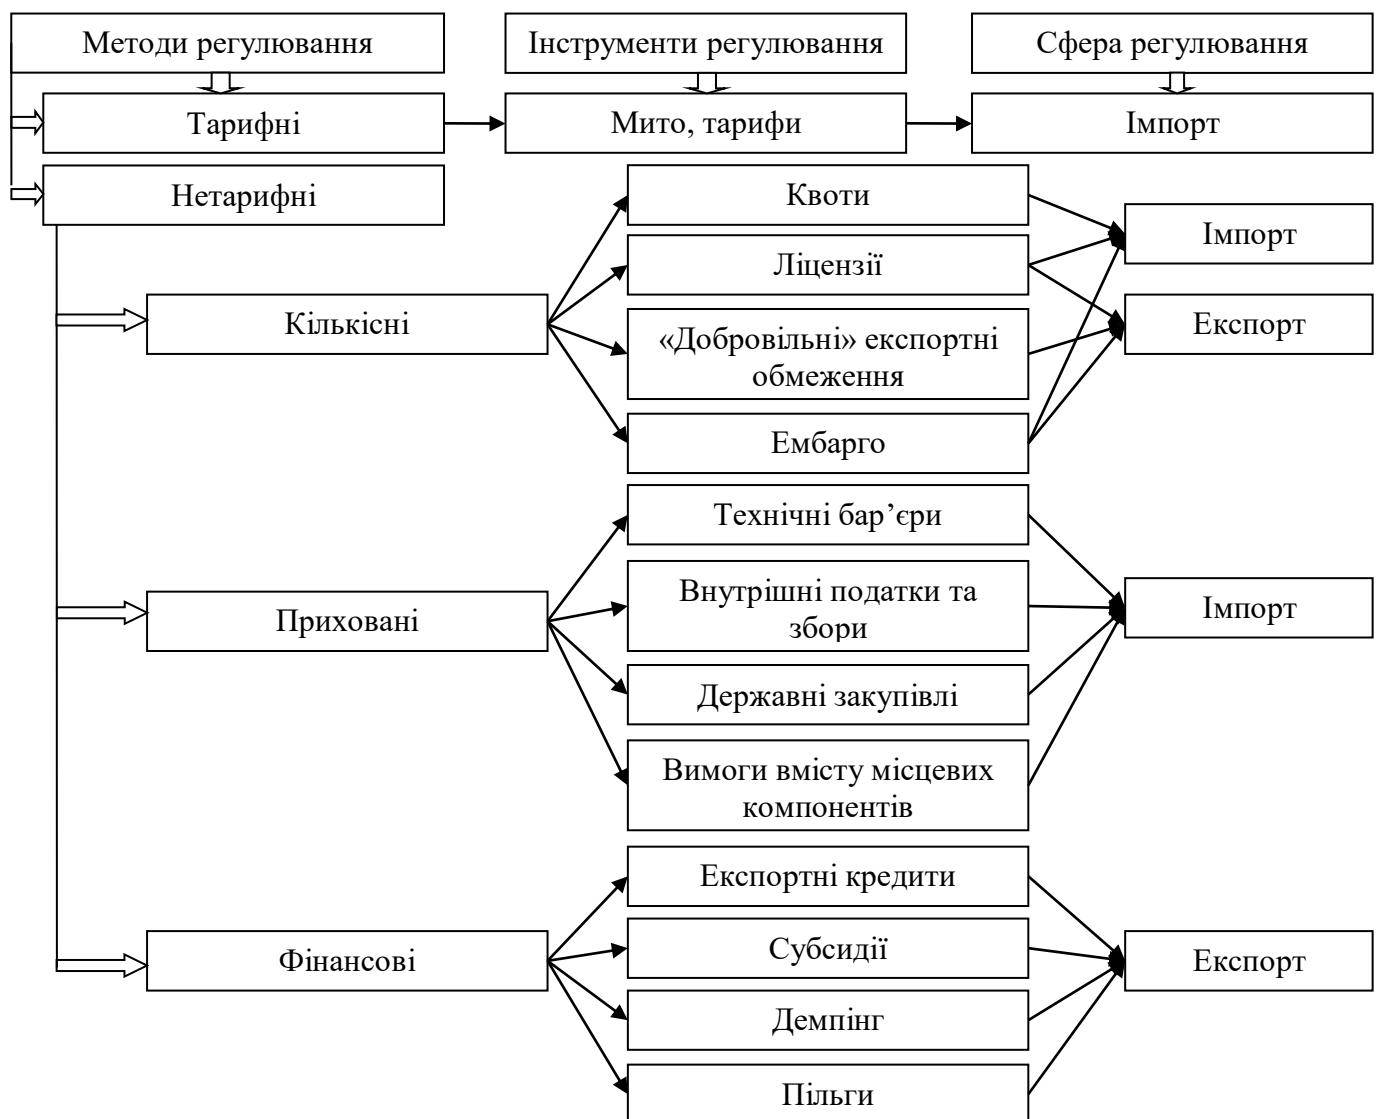 Методи регулювання
Інструменти регулювання
Сфера регулювання
Тарифні
Мито, тарифи
Імпорт
Нетарифні
Квоти
Імпорт
Ліцензії
Кількісні
Експорт
«Добровільні» експортні
обмеження
Ембарго
Технічні бар’єри
Внутрішні податки та
збори
Приховані
Імпорт
Державні закупівлі
Вимоги вмісту місцевих
компонентів
Експортні кредити
Субсидії
Фінансові
Експорт
Демпінг
Пільги